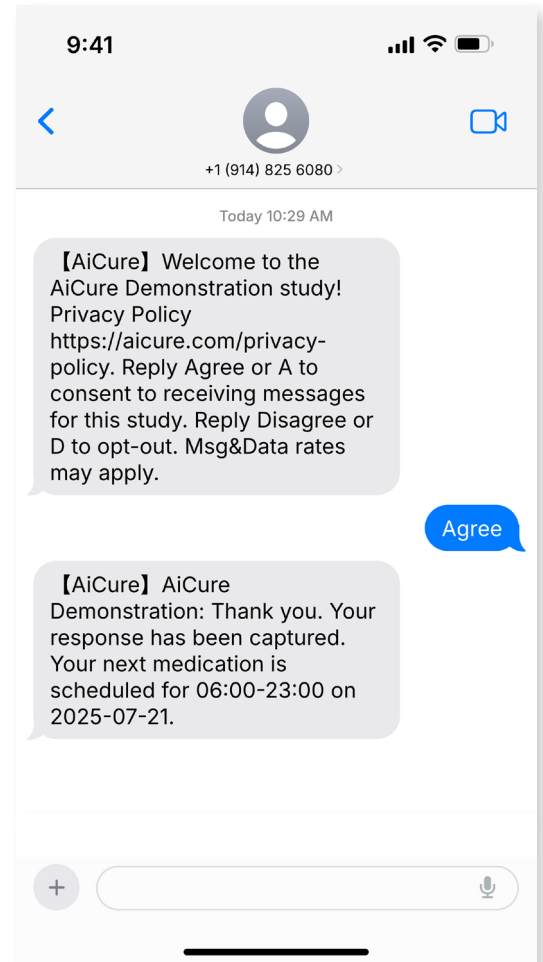 9:41
+1 (914) 825 6080
Today 10:29 AM
【AiCure】Welcome to the
AiCure Demonstration study!
Privacy Policy
https://aicure.com/privacy-
policy. Reply Agree or A to
consent to receiving messages
for this study. Reply Disagree or
D to opt-out. Msg&Data rates
may apply.
Agree
【AiCure】AiCure
Demonstration: Thank you. Your
response has been captured.
Your next medication is
scheduled for 06:00-23:00 on
2025-07-21.